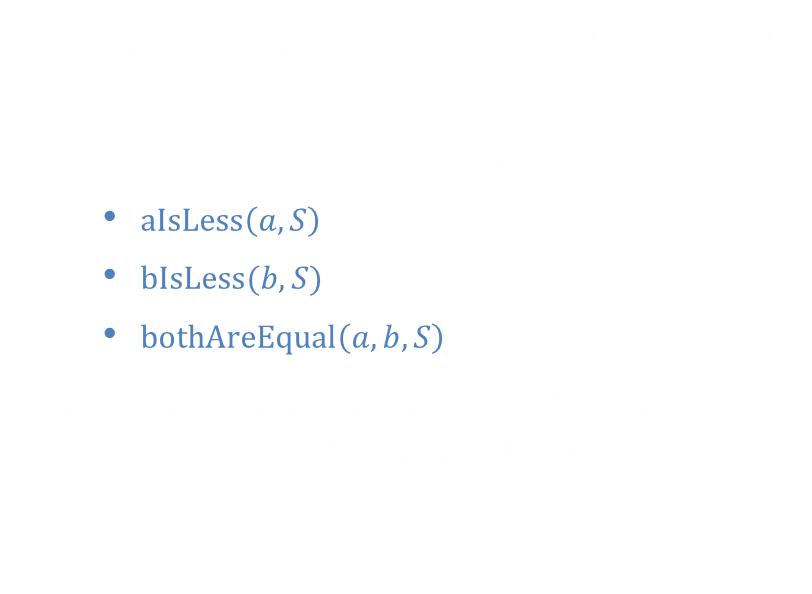 • aIsLess(a, S)
• bIsLess(b, S)
• bothAreEqual(a, b, S)